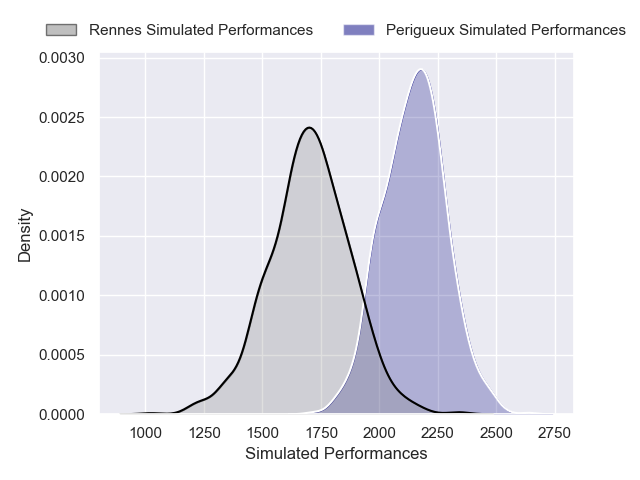 Rennes Simulated Performances Perigueux Simulated Performances
0.0030
0.0025
0.0020
0.0015
0.0010
0.0005
0.0000
Density
1000 1250 1500 1750 2000 2250 2500 2750
Simulated Performances